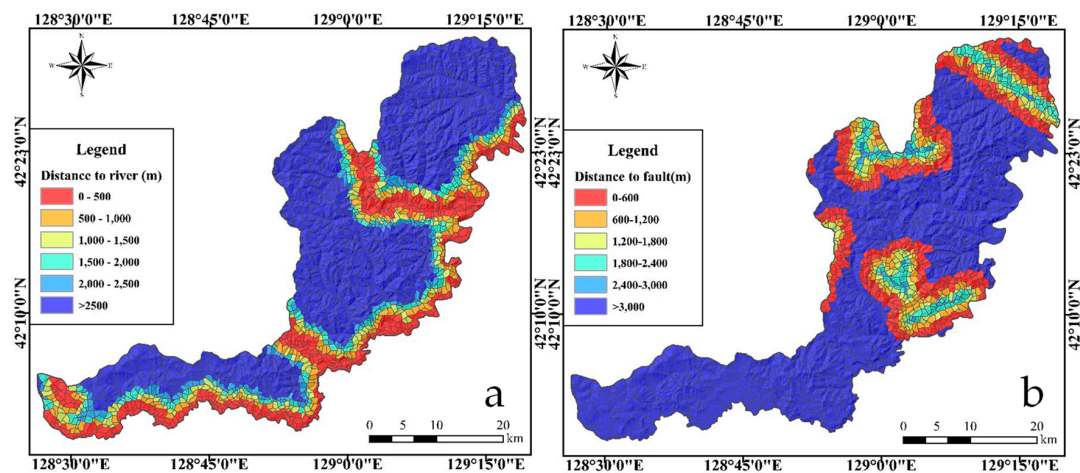 128°30'0"E 128°45'0"E 129°0'0"E 129°15'0"E
N
W E
S
42°23'0"N
42°10'0"N
Legend
Distance to river (m)
0 - 500
500 - 1,000
1,000 - 1,500
1,500 - 2,000
2,000 - 2,500
>2500
a
0 5 10 20
km
128°30'0"E 128°45'0"E 129°0'0"E 129°15'0"E
128°30'0"E 128°45'0"E 129°0'0"E 129°15'0"E
N
W E
S
42°23'0"N 42°23'0"N
42°10'0"N 42°10'0"N
Legend
Distance to fault(m)
0-600
600-1,200
1,200-1,800
1,800-2,400
2,400-3,000
>3,000
b
0 5 10 20
km
128°30'0"E 128°45'0"E 129°0'0"E 129°15'0"E